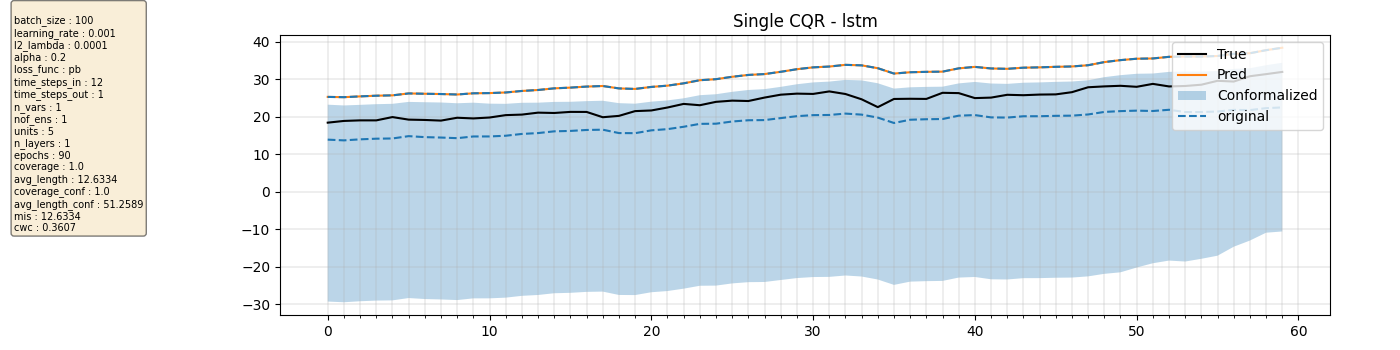 batch_size : 100
learning_rate : 0.001
l2_lambda : 0.0001
alpha : 0.2
loss_func : pb
time_steps_in : 12
time_steps_out : 1
n_vars : 1
nof_ens : 1
units : 5
n_layers : 1
epochs : 90
coverage : 1.0
avg_length : 12.6334
coverage_conf : 1.0
avg_length_conf : 51.2589
mis : 12.6334
cwc : 0.3607
Single CQR - lstm
40
30
20
10
0
−10
−20
−30
True
Pred
Conformalized
original
0 10 20 30 40 50 60